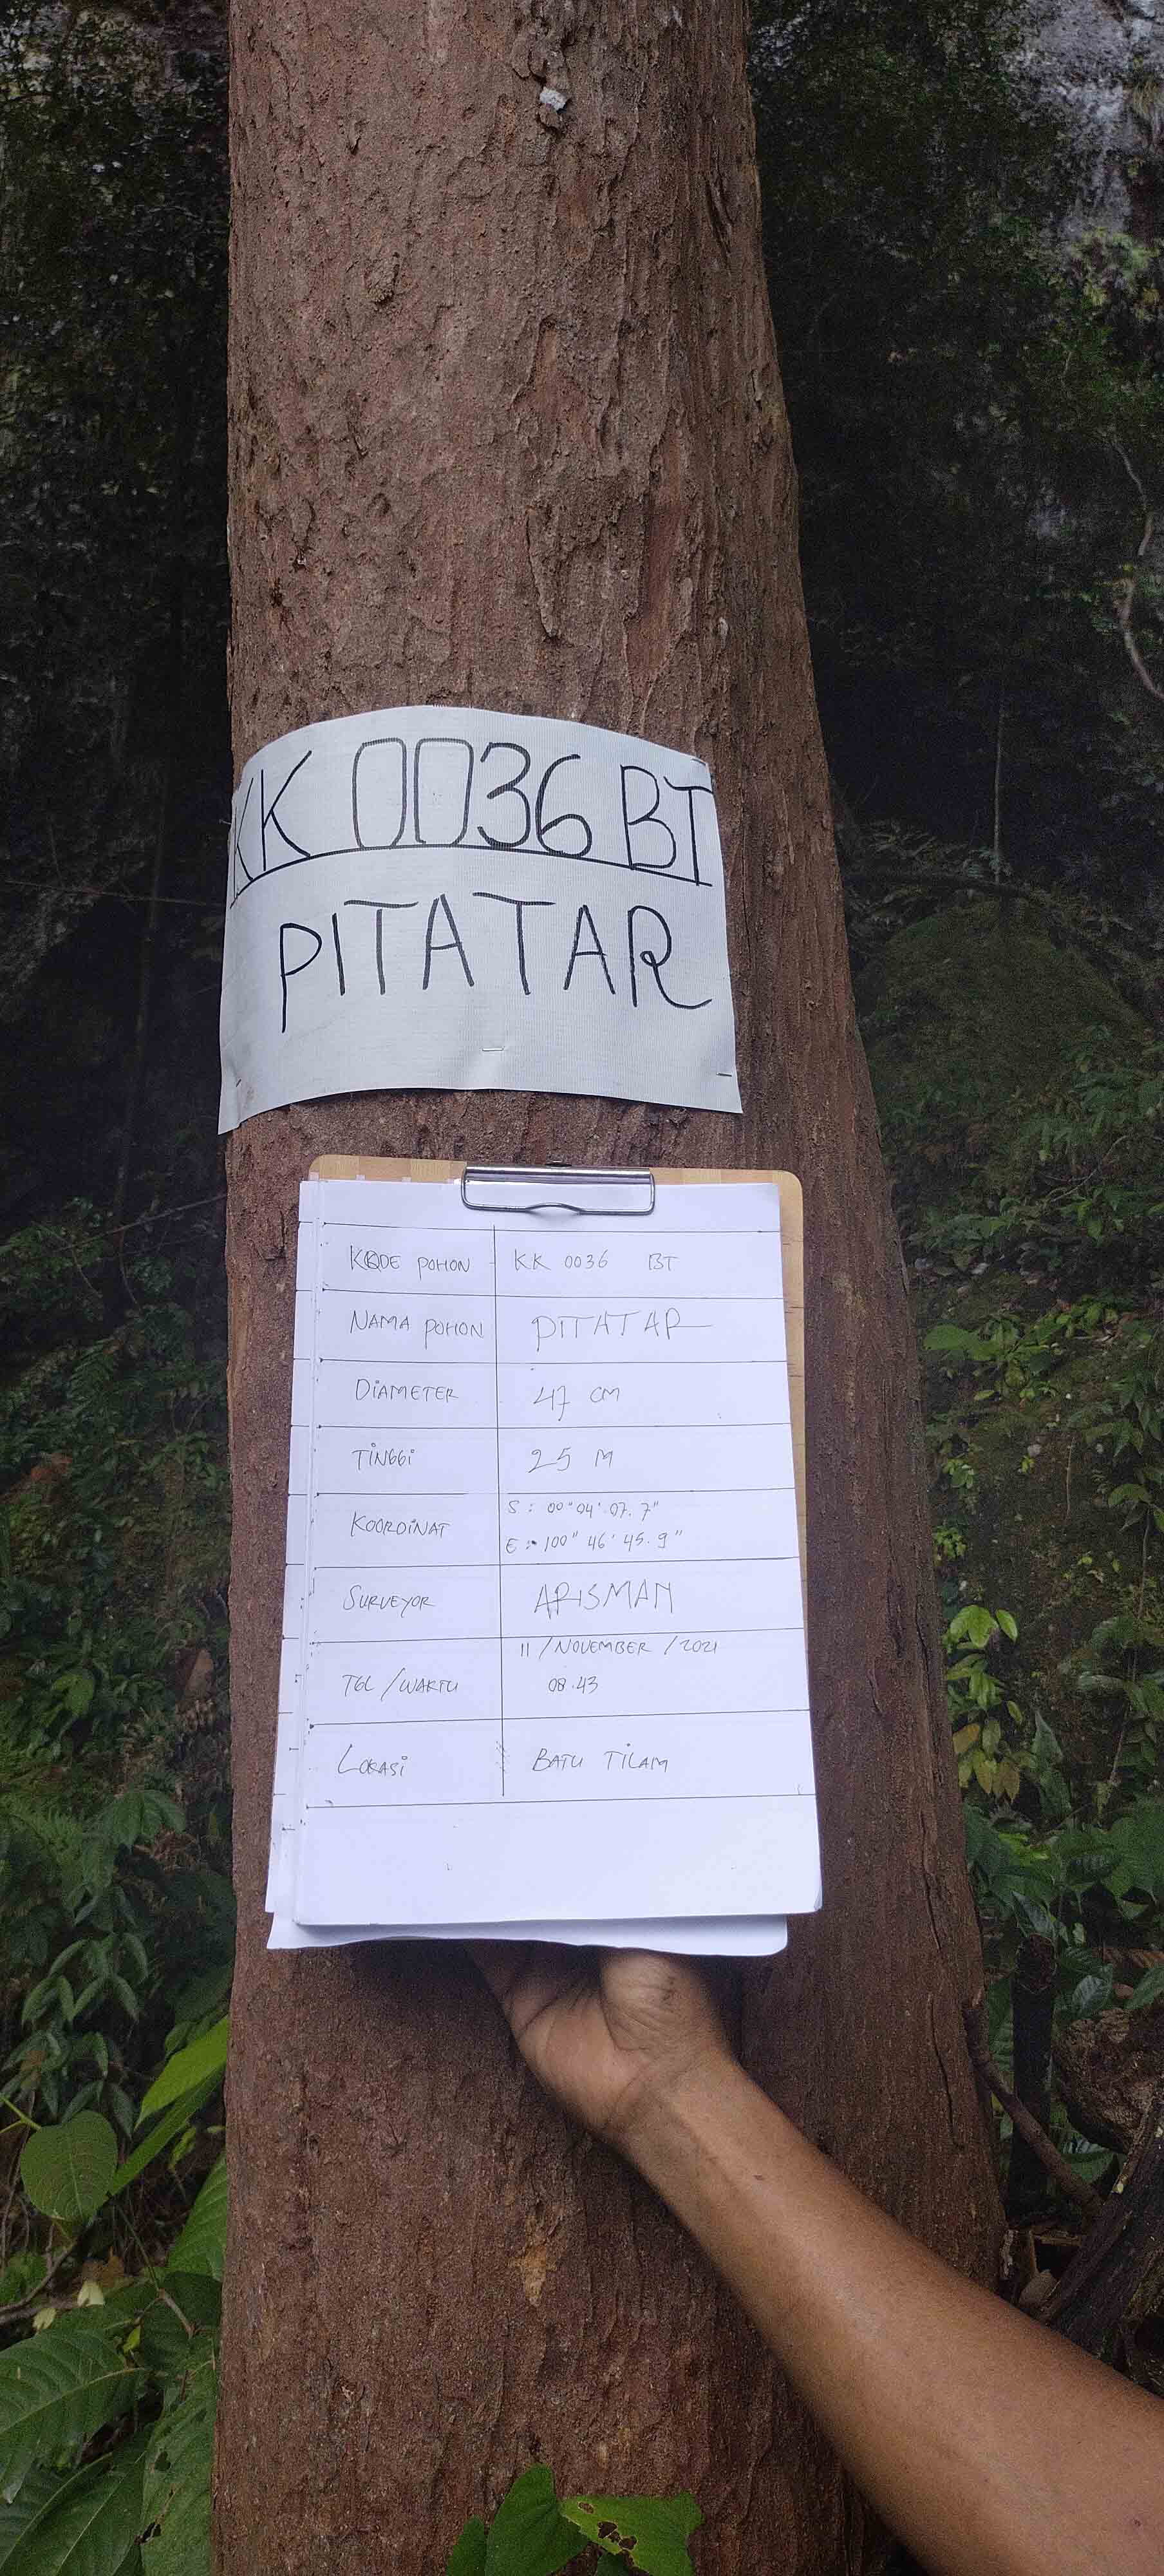 KK 0036 BT
PITATAR
KODE POHON KK 0036 BT
NAMA POHON PITATAR
DIAMETER 47 CM
TINGGI 25 M
KOORDINAT S : 00" 04' 07. 7"
E : 100" 46' 45. 9"
SURVEYOR ARISMAN
TGL / WAKTU 11 / NOVEMBER / 2021
08.43
LOKASI BATU TILAM